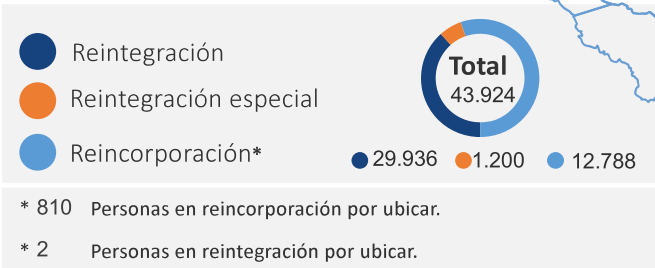 Reintegración
Reintegración especial
Reincorporación*
Total
43.924
29.936 1.200 12.788
* 810 Personas en reincorporación por ubicar.
* 2 Personas en reintegración por ubicar.